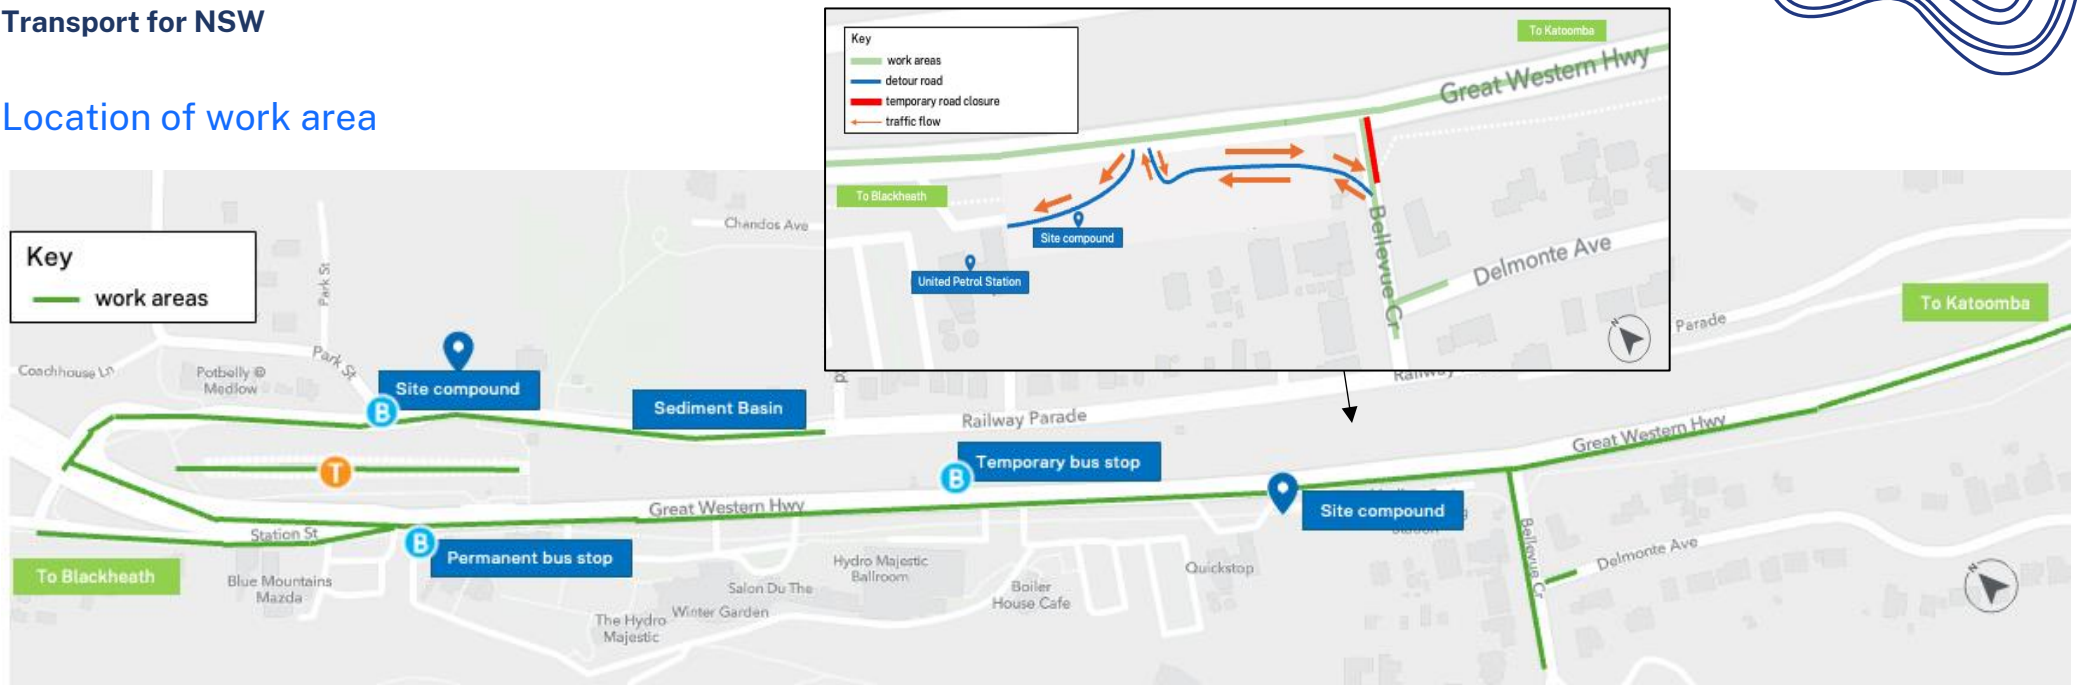 Transport for NSW
Location of work area
Key
work areas
detour road
temporary road closure
traffic flow
To Katoomba
Great Western Hwy
To Blackheath
Site compound
United Petrol Station
Bellevue Cr
Delmonte Ave
N
Key
work areas
Chandos Ave
Park St
Park St
Coachhouse Ln
Potbelly @
Medlow
Site compound
B
Sediment Basin
Railway Parade
Parade
To Katoomba
T
B
Temporary bus stop
Great Western Hwy
Great Western Hwy
Site compound
Station St
B
Permanent bus stop
To Blackheath
Blue Mountains
Mazda
Hydro Majestic
Ballroom
Salon Du The
Winter Garden
The Hydro
Majestic
Boiler
House Cafe
Quickstop
Bellevue Cr
Delmonte Ave
N